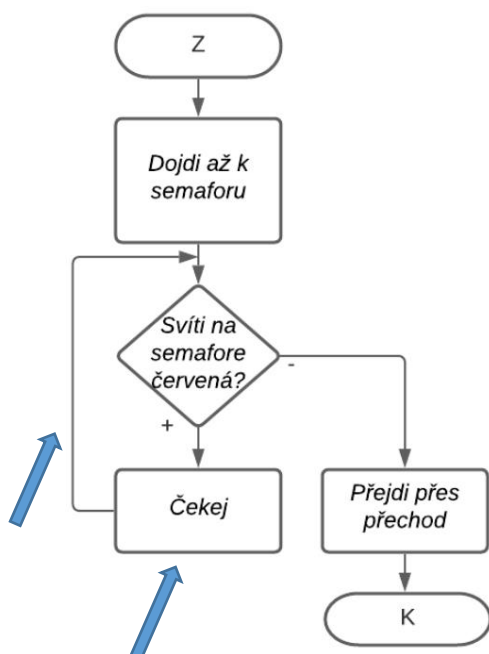 Z
Dojdi až k
semaforu
Svíti na
semafore
červená?
-
+
Čekej
Přejdi přes
přechod
K